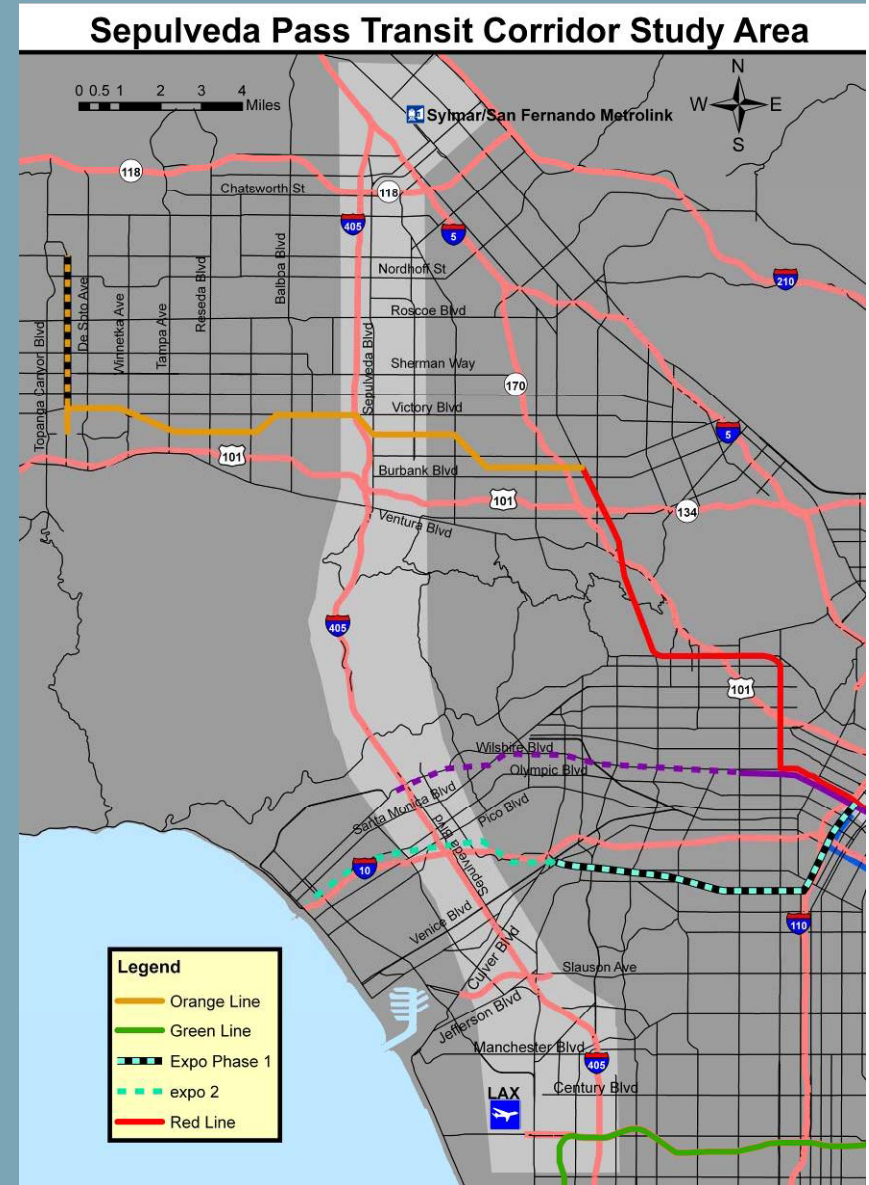 Sepulveda Pass Transit Corridor Study Area
0 0.5 1 2 3 4
Miles
N
W E
S
Sylmar/San Fernando Metrolink
118
Chatsworth St
118
405
5
Balboa Blvd
Reseda Blvd
Nordhoff St
210
De Soto Ave
Winnetka Ave
Tampa Ave
Roscoe Blvd
Topanga Canyon Blvd
Sepulveda Blvd
Sherman Way
170
Victory Blvd
5
101
Burbank Blvd
101
134
Ventura Blvd
405
101
Wilshire Blvd
Olympic Blvd
Santa Monica Blvd
Pico Blvd
Sepulveda Blvd
10
Venice Blvd
110
Culver Blvd
Slauson Ave
Jefferson Blvd
Manchester Blvd
405
Century Blvd
LAX
Legend
Orange Line
Green Line
Expo Phase 1
expo 2
Red Line